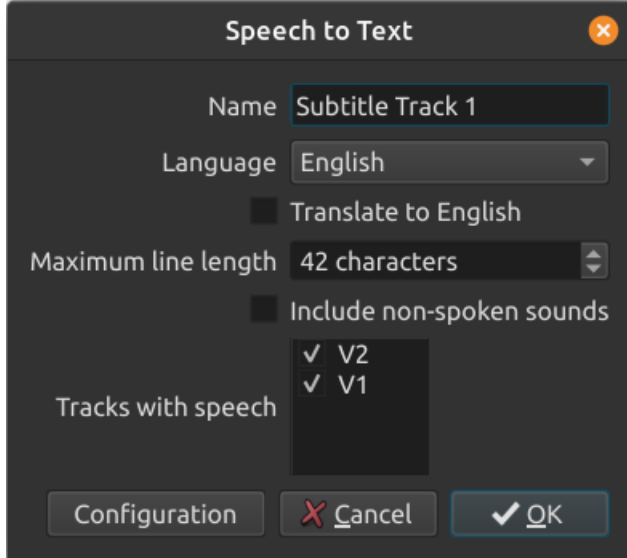 Speech to Text
Name Subtitle Track 1
Language English
Translate to English
Maximum line length 42 characters
Include non-spoken sounds
V2
V1
Tracks with speech
Configuration Cancel OK